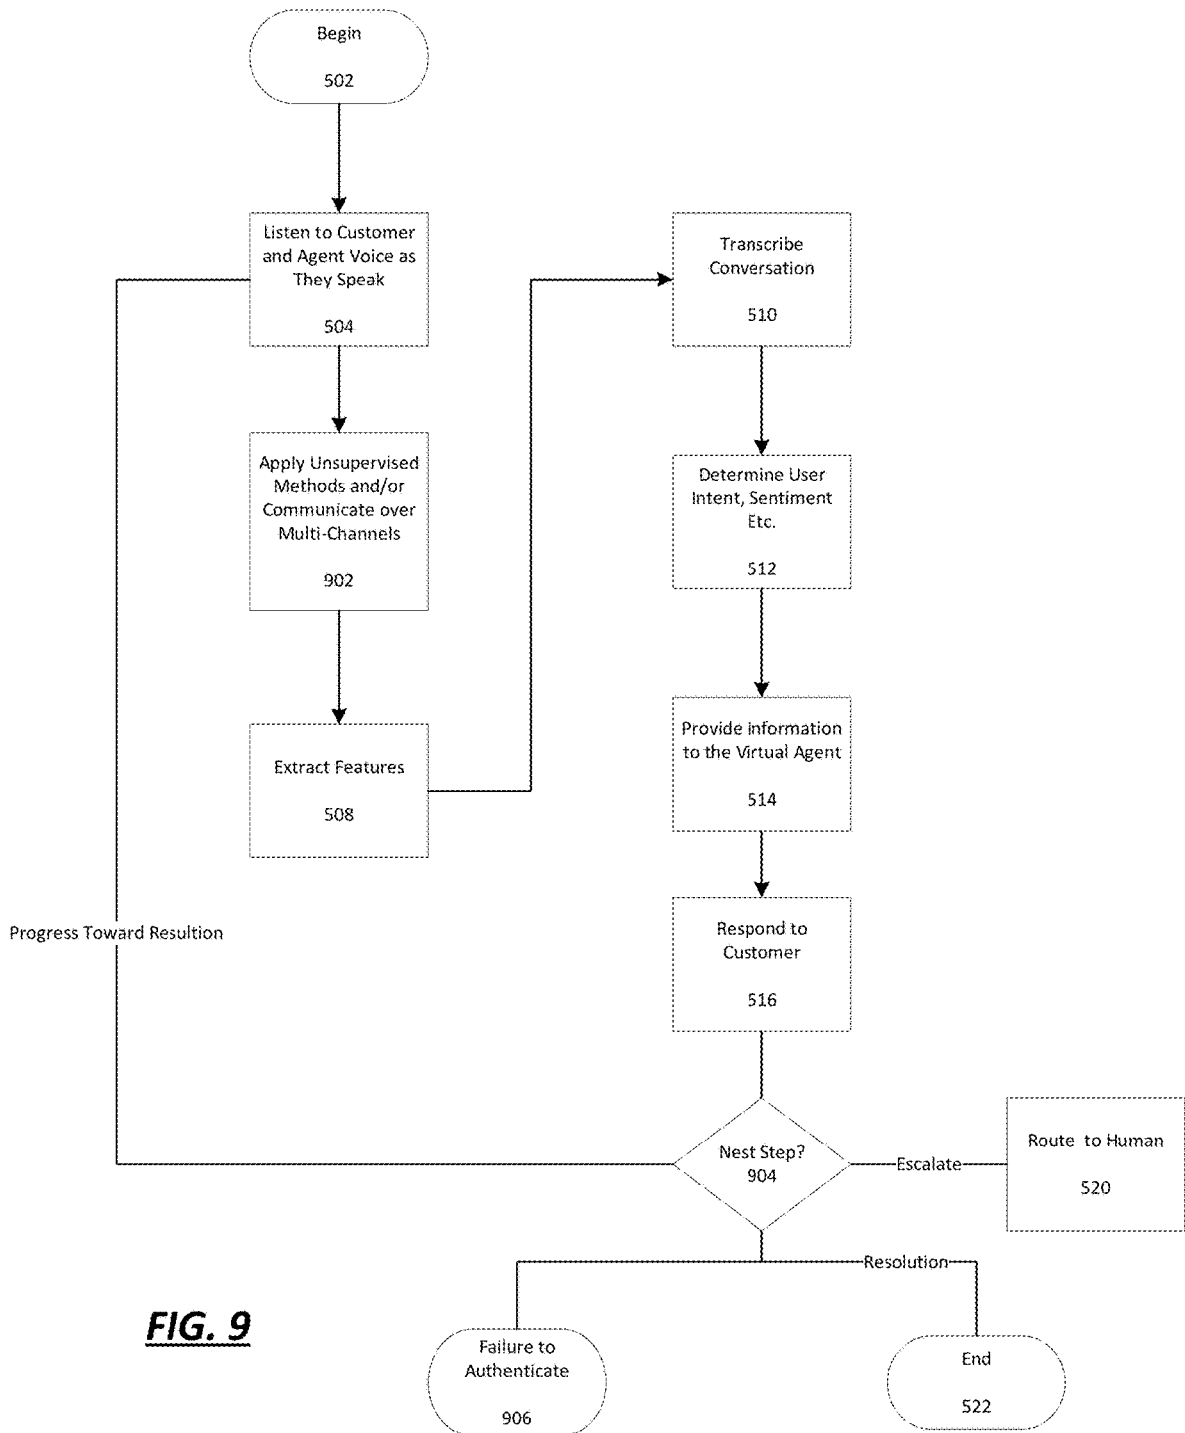 Begin
502
Listen to Customer
and Agent Voice as
They Speak
504
Apply Unsupervised
Methods and/or
Communicate over
Multi-Channels
902
Extract Features
508
Transcribe
Conversation
510
Determine User
Intent, Sentiment
Etc.
512
Provide Information
to the Virtual Agent
514
Respond to
Customer
516
Progress Toward Resultion
Nest Step?
904
Escalate
Route to Human
520
Resolution
Failure to
Authenticate
906
End
522
FIG. 9